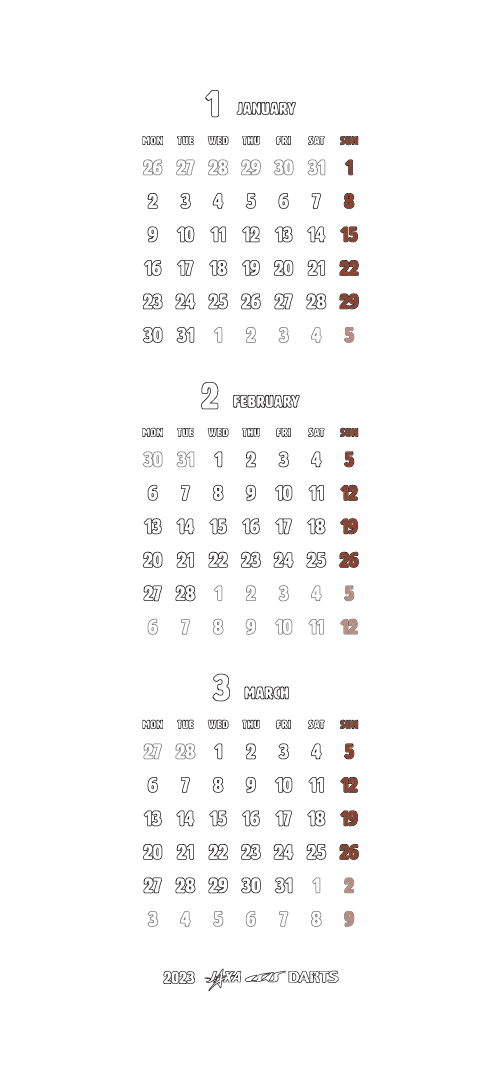 1 JANUARY
MON TUE WED THU FRI SAT SUN
26 27 28 29 30 31 1
2 3 4 5 6 7 8
9 10 11 12 13 14 15
16 17 18 19 20 21 22
23 24 25 26 27 28 29
30 31 1 2 3 4 5
2 FEBRUARY
MON TUE WED THU FRI SAT SUN
30 31 1 2 3 4 5
6 7 8 9 10 11 12
13 14 15 16 17 18 19
20 21 22 23 24 25 26
27 28 1 2 3 4 5
6 7 8 9 10 11 12
3 MARCH
MON TUE WED THU FRI SAT SUN
27 28 1 2 3 4 5
6 7 8 9 10 11 12
13 14 15 16 17 18 19
20 21 22 23 24 25 26
27 28 29 30 31 1 2
3 4 5 6 7 8 9
2023 JAXA DARTS